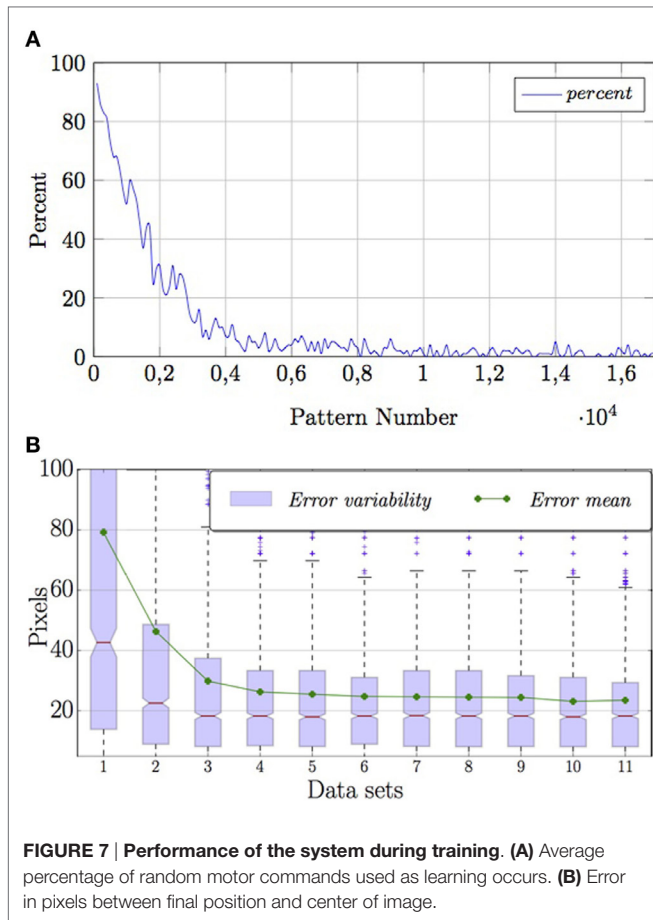 A
100
80
60
40
20
0
Percent
percent
0 0,2 0,4 0,6 0,8 1 1,2 1,4 1,6
Pattern Number
·10⁴
B
100
80
60
40
20
Pixels
Error variability Error mean
1 2 3 4 5 6 7 8 9 10 11
Data sets
FIGURE 7 | Performance of the system during training. (A) Average
percentage of random motor commands used as learning occurs. (B) Error
in pixels between final position and center of image.